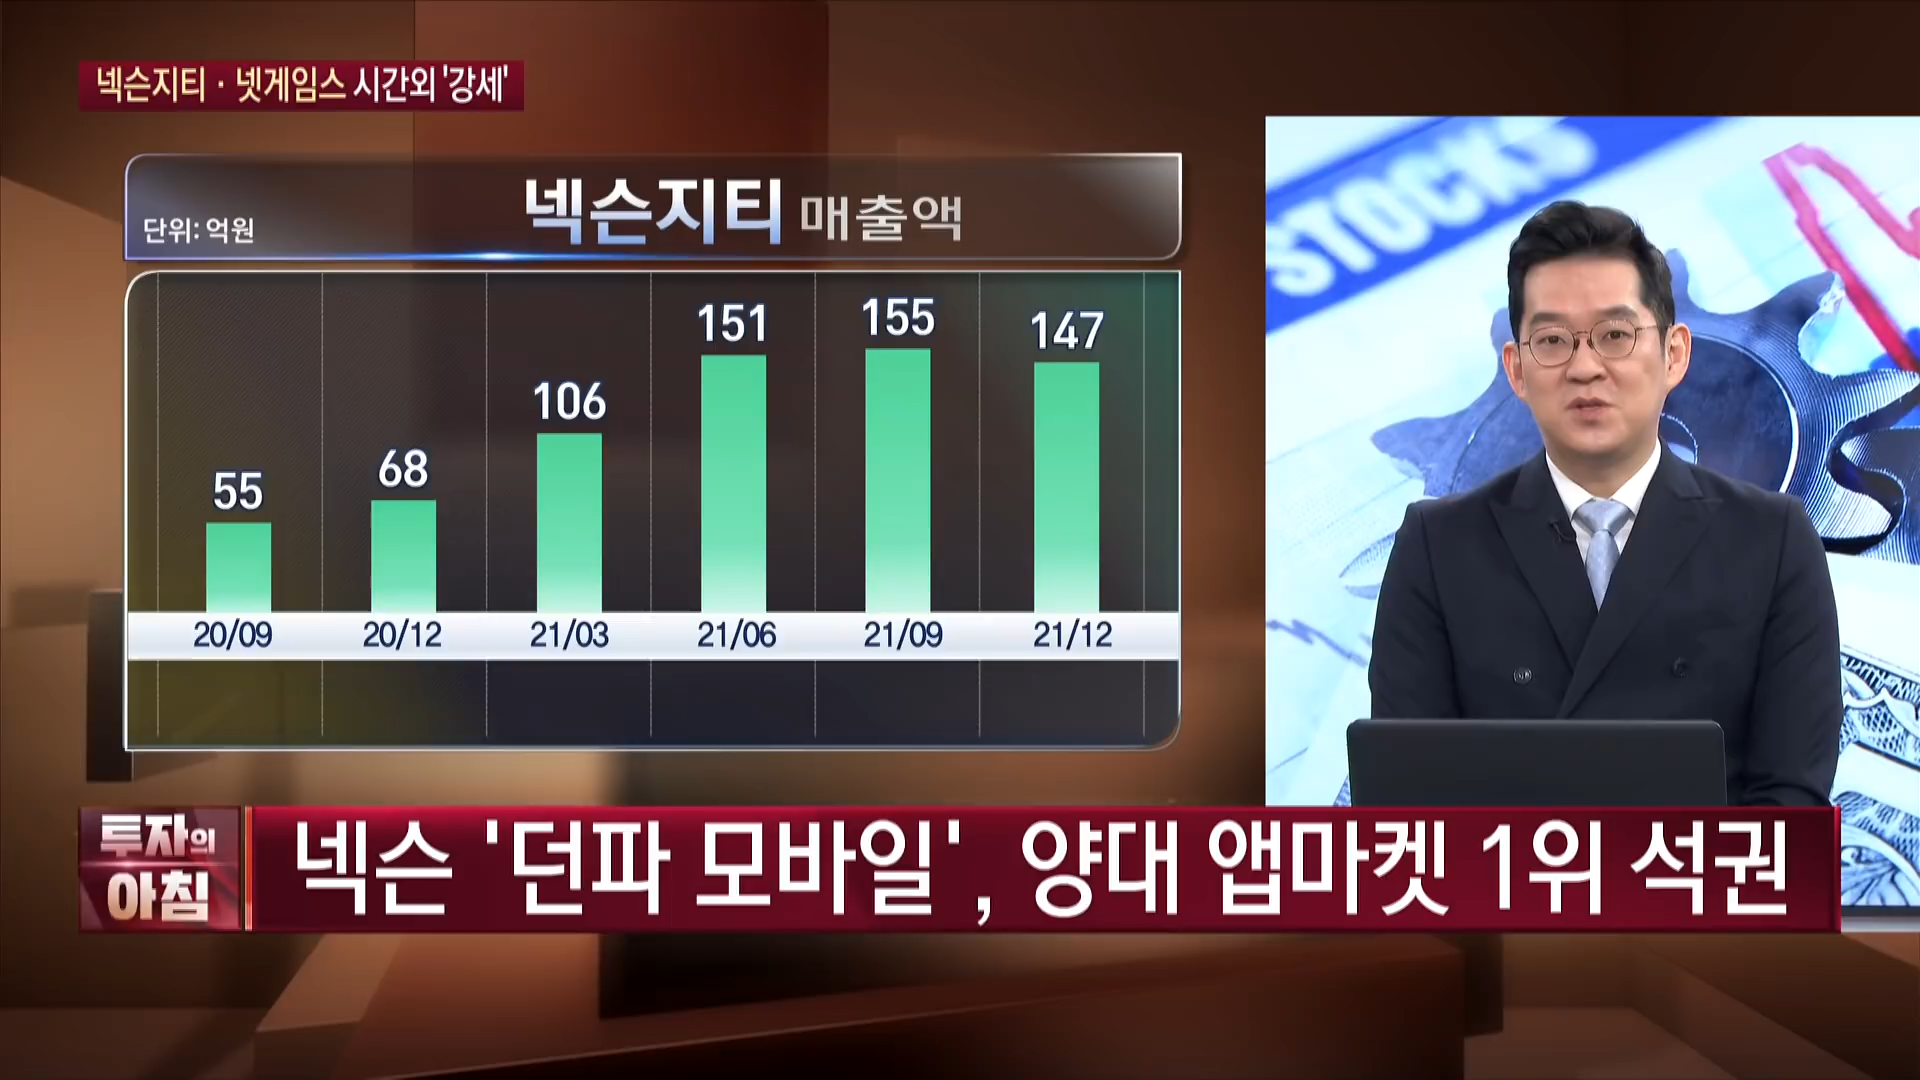 넥슨지티 · 넷게임스 시간외 '강세'
넥슨지티 매출액
단위: 억원
STOCKS
55
68
106
151
155
147
20/09
20/12
21/03
21/06
21/09
21/12
투자의
아침
넥슨 '던파 모바일', 양대 앱마켓 1위 석권